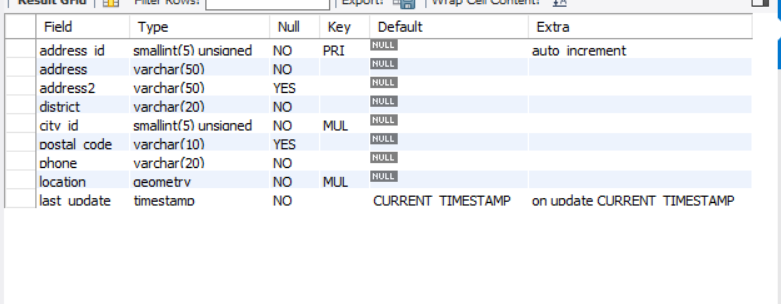 Result Grid Filter Rows: Export: Wrap Cell Content:
Field Type Null Key Default Extra
address_id smallint(5) unsigned NO PRI NULL auto_increment
address varchar(50) NO NULL
address2 varchar(50) YES NULL
district varchar(20) NO NULL
city_id smallint(5) unsigned NO MUL NULL
postal_code varchar(10) YES NULL
phone varchar(20) NO NULL
location geometry NO MUL NULL
last_update timestamp NO CURRENT_TIMESTAMP on update CURRENT_TIMESTAMP